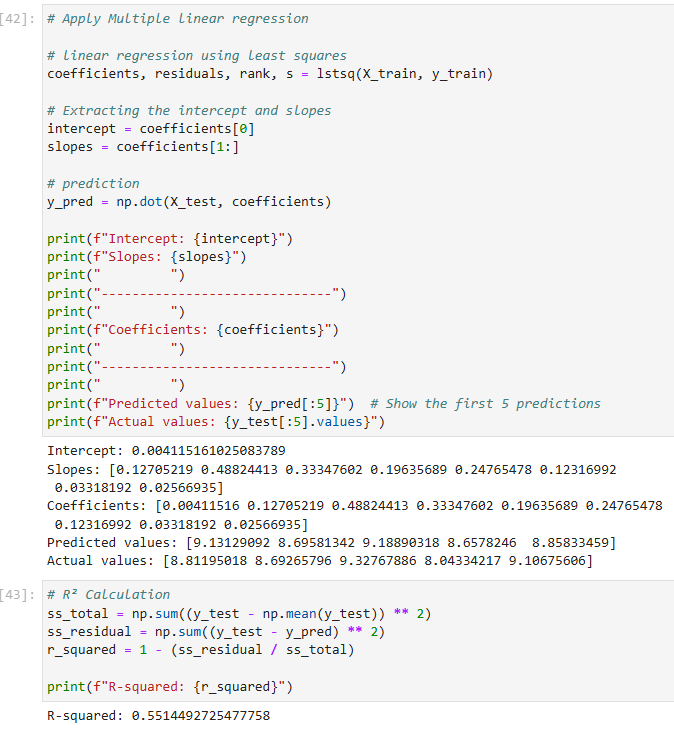 [42]: # Apply Multiple linear regression
# linear regression using least squares
coefficients, residuals, rank, s = lstsq(X_train, y_train)
# Extracting the intercept and slopes
intercept = coefficients[0]
slopes = coefficients[1:]
# prediction
y_pred = np.dot(X_test, coefficients)
print(f"Intercept: {intercept}")
print(f"Slopes: {slopes}")
print("         ")
print("------------------------------")
print("         ")
print(f"Coefficients: {coefficients}")
print("         ")
print("------------------------------")
print("         ")
print(f"Predicted values: {y_pred[:5]}")  # Show the first 5 predictions
print(f"Actual values: {y_test[:5].values}")
Intercept: 0.004115161025083789
Slopes: [0.12705219 0.48824413 0.33347602 0.19635689 0.24765478 0.12316992
 0.03318192 0.02566935]
Coefficients: [0.00411516 0.12705219 0.48824413 0.33347602 0.19635689 0.24765478
 0.12316992 0.03318192 0.02566935]
Predicted values: [9.13129092 8.69581342 9.18890318 8.6578246  8.85833459]
Actual values: [8.81195018 8.69265796 9.32767886 8.04334217 9.10675606]
[43]: # R² Calculation
ss_total = np.sum((y_test - np.mean(y_test)) ** 2)
ss_residual = np.sum((y_test - y_pred) ** 2)
r_squared = 1 - (ss_residual / ss_total)
print(f"R-squared: {r_squared}")
R-squared: 0.5514492725477758